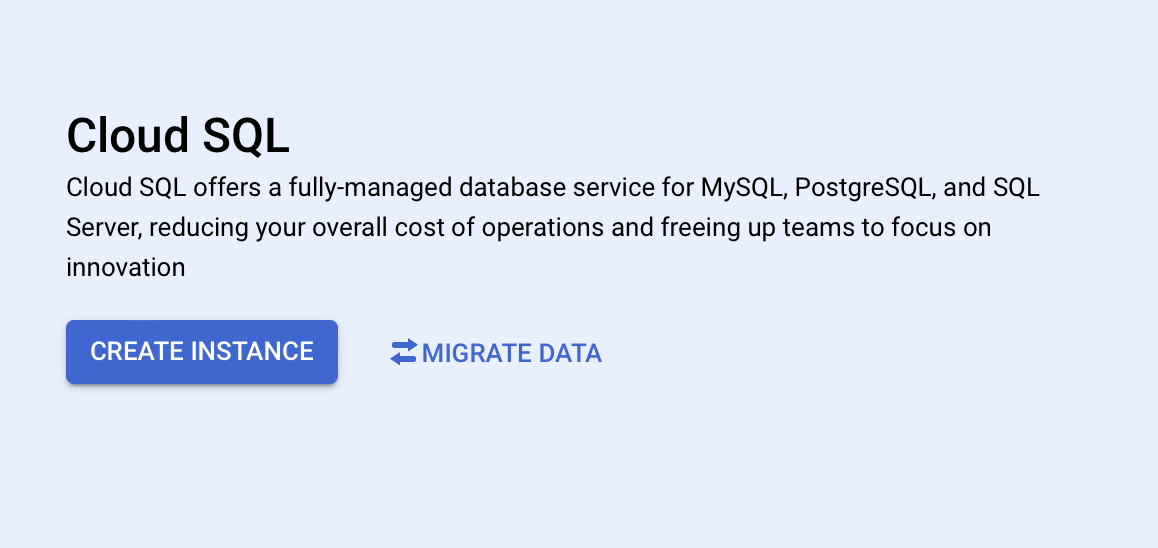 Cloud SQL
Cloud SQL offers a fully-managed database service for MySQL, PostgreSQL, and SQL
Server, reducing your overall cost of operations and freeing up teams to focus on
innovation
CREATE INSTANCE
MIGRATE DATA